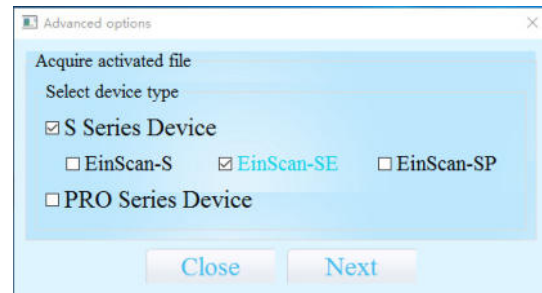 Advanced options
Acquire activated file
Select device type
S Series Device
EinScan-S EinScan-SE EinScan-SP
PRO Series Device
Close Next